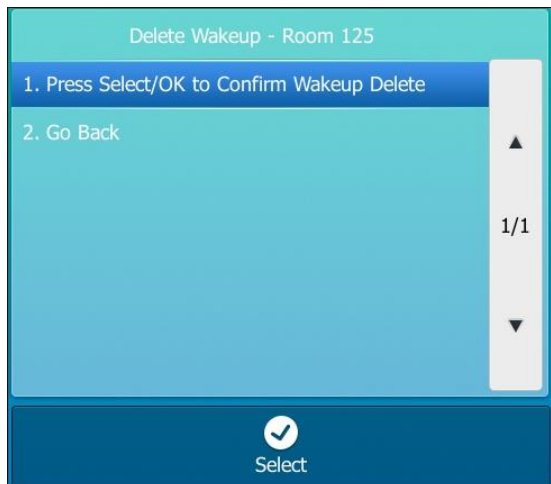 Delete Wakeup - Room 125
1. Press Select/OK to Confirm Wakeup Delete
2. Go Back
1/1
Select